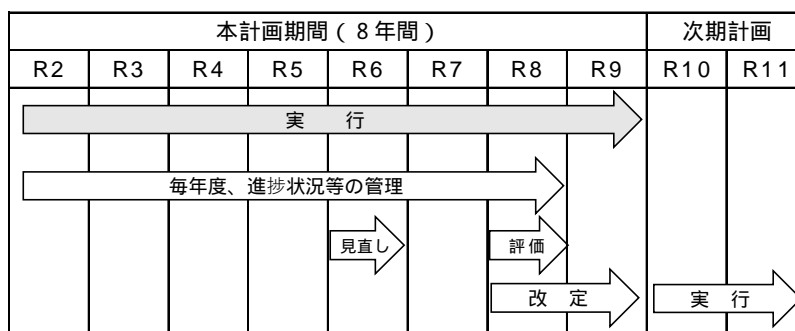 本計画期間（８年間） 次期計画
R2 R3 R4 R5 R6 R7 R8 R9 R10 R11
実 行
毎年度、進捗状況等の管理
見直し 評価
改 定 実 行